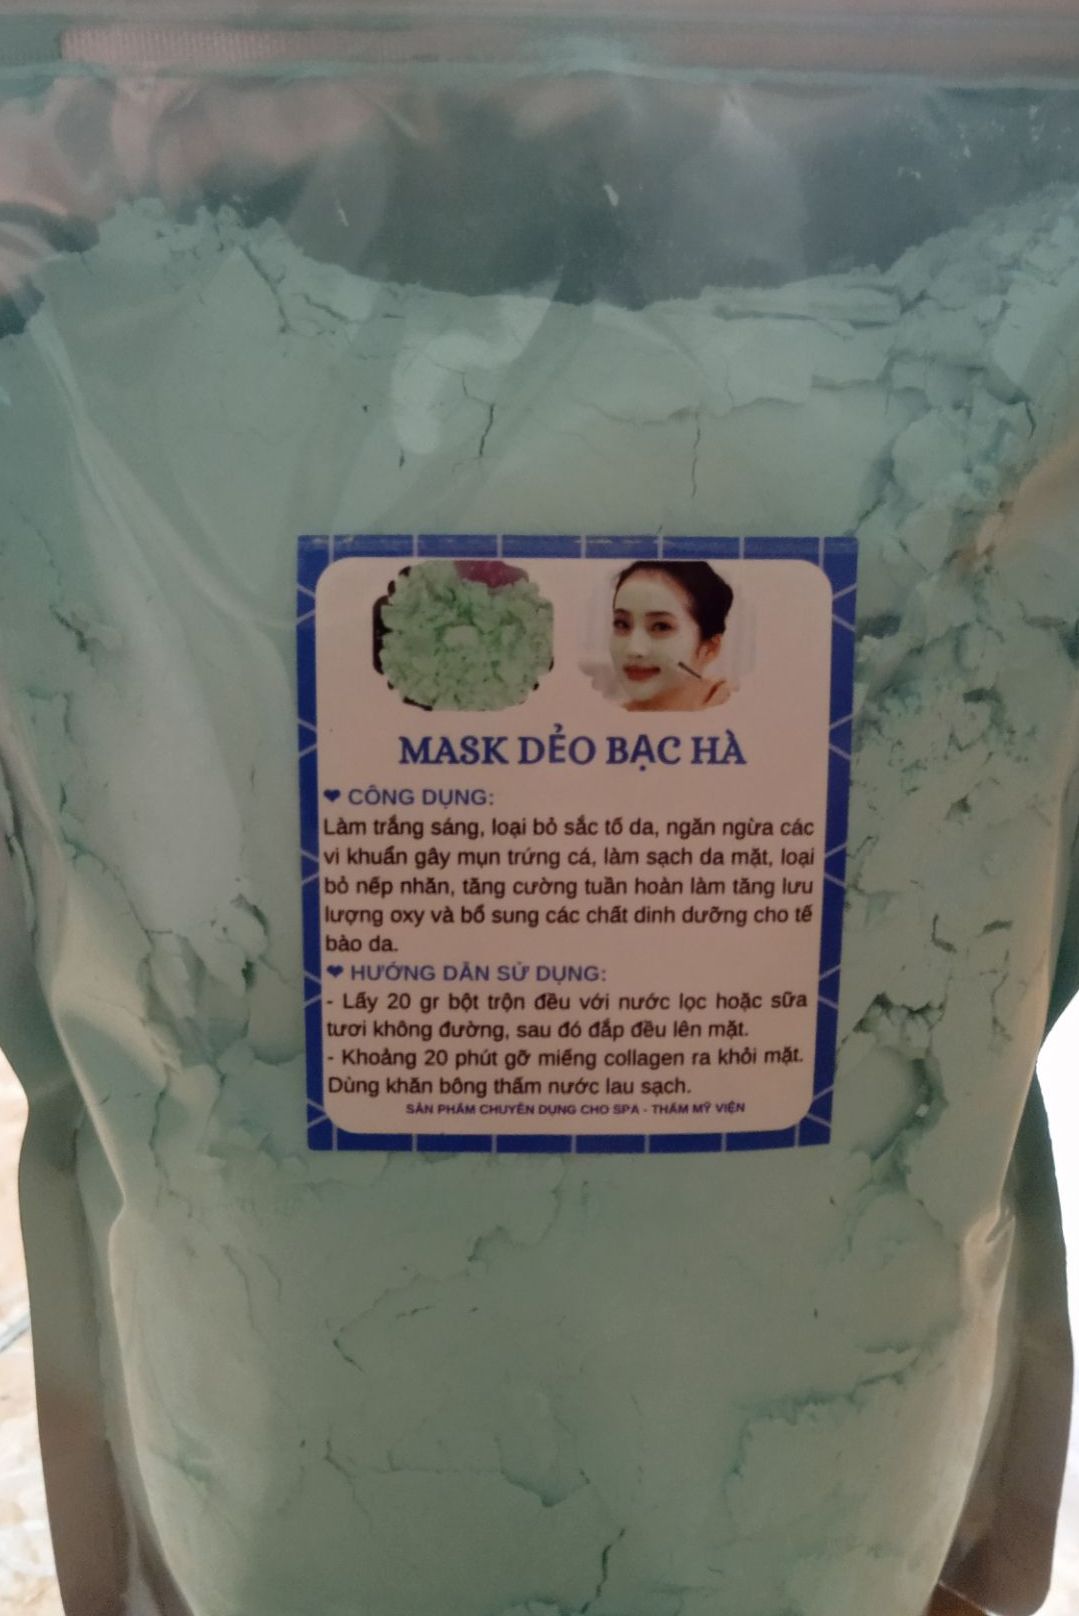 MASK DẺO BẠC HÀ
❤ CÔNG DỤNG:
Làm trắng sáng, loại bỏ sắc tố da, ngăn ngừa các
vi khuẩn gây mụn trứng cá, làm sạch da mặt, loại
bỏ nếp nhăn, tăng cường tuần hoàn làm tăng lưu
lượng oxy và bổ sung các chất dinh dưỡng cho tế
bào da.
❤ HƯỚNG DẪN SỬ DỤNG:
- Lấy 20 gr bột trộn đều với nước lọc hoặc sữa
tươi không đường, sau đó đắp đều lên mặt.
- Khoảng 20 phút gỡ miếng collagen ra khỏi mặt.
Dùng khăn bông thấm nước lau sạch.
SẢN PHẨM CHUYÊN DỤNG CHO SPA - THẨM MỸ VIỆN